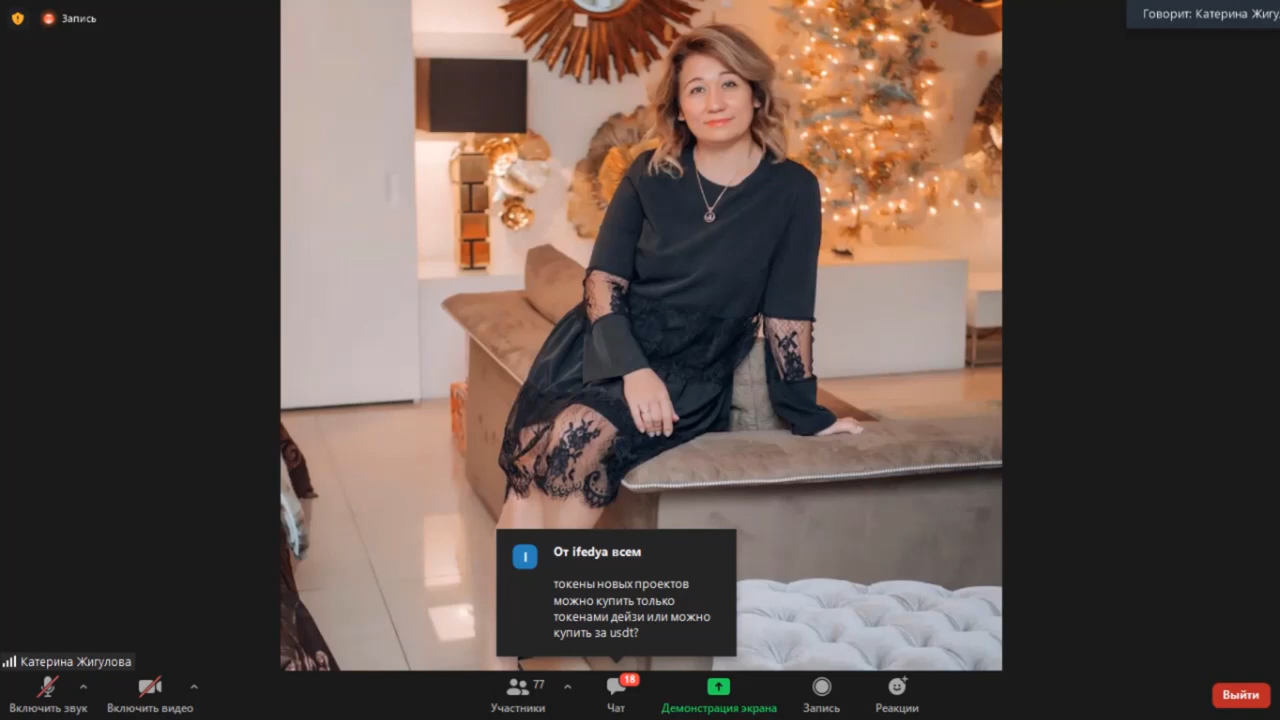 Запись
Говорит: Катерина Жигу
От ifedya всем
токены новых проектов
можно купить только
токенами дейзи или можно
купить за usdt?
Катерина Жигулова
Включить звук
Включить видео
77
Участники
18
Чат
Демонстрация экрана
Запись
Реакции
Выйти